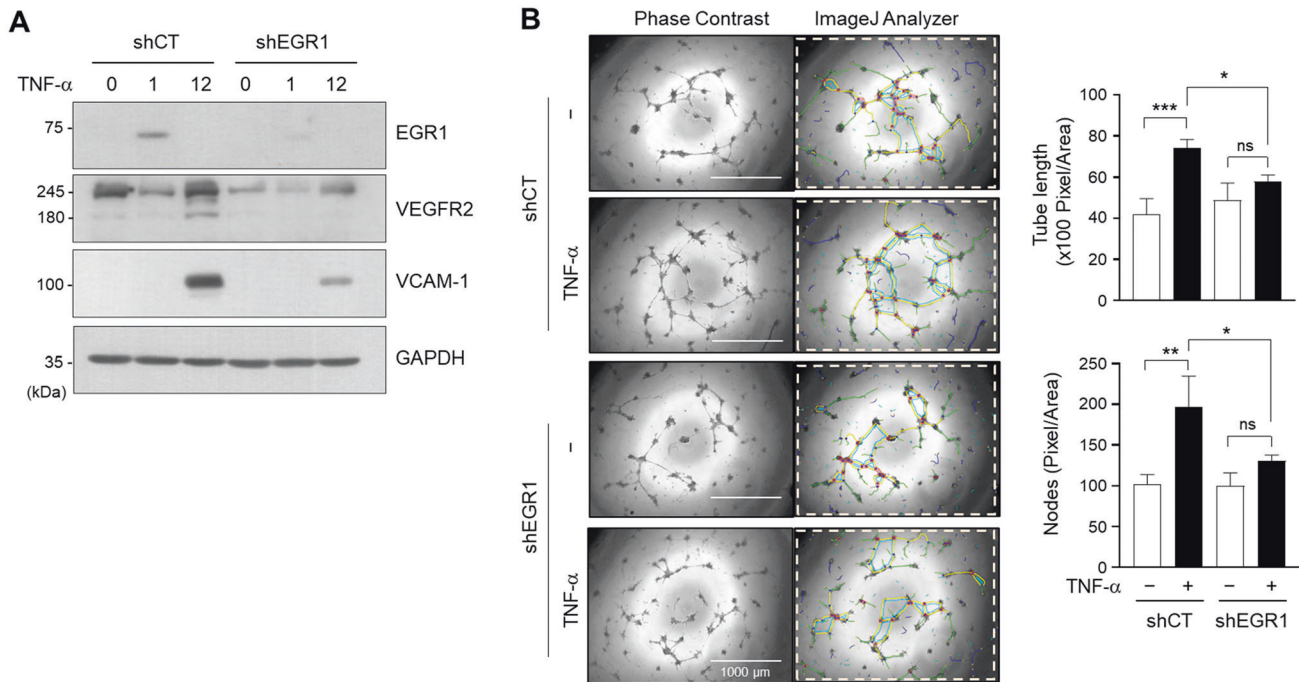 A
shCT shEGR1
TNF-α 0 1 12 0 1 12
75 - EGR1
245 -
180 - VEGFR2
100 - VCAM-1
35 - GAPDH
(kDa)
B
Phase Contrast ImageJ Analyzer
shCT
–
TNF-α
shEGR1
–
TNF-α
1000 µm
Tube length
(x100 Pixel/Area)
100
80
60
40
20
0
***
*
ns
Nodes (Pixel/Area)
250
200
150
100
50
0
**
*
ns
TNF-α – + – +
shCT shEGR1